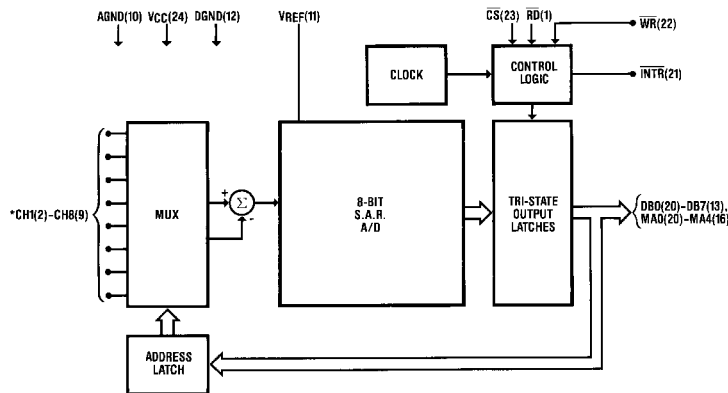 AGND(10) VCC(24) DGND(12) VREF(11) CS(23) RD(1)
WR(22)
CLOCK
CONTROL
LOGIC
INTR(21)
*CH1(2)-CH8(9)
MUX
+
Σ
-
8-BIT
S.A.R.
A/D
TRI-STATE
OUTPUT
LATCHES
DB0(20)-DB7(13),
MA0(20)-MA4(16)
ADDRESS
LATCH